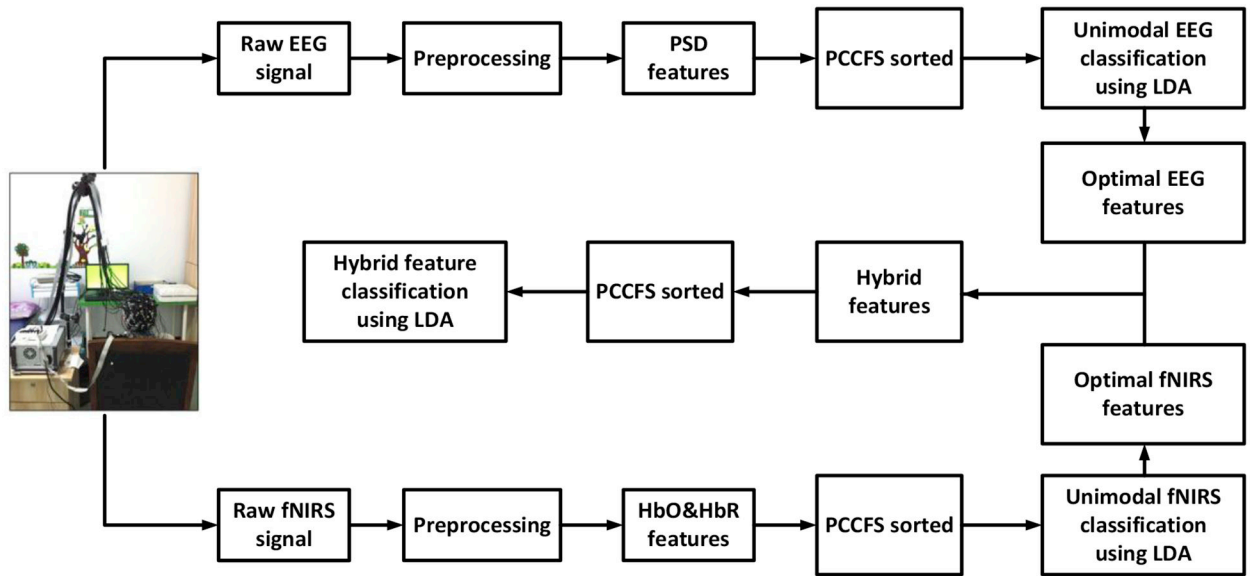 Raw EEG
signal
Preprocessing
PSD
features
PCCFS sorted
Unimodal EEG
classification
using LDA
Optimal EEG
features
Hybrid feature
classification
using LDA
PCCFS sorted
Hybrid
features
Optimal fNIRS
features
Raw fNIRS
signal
Preprocessing
HbO&HbR
features
PCCFS sorted
Unimodal fNIRS
classification
using LDA